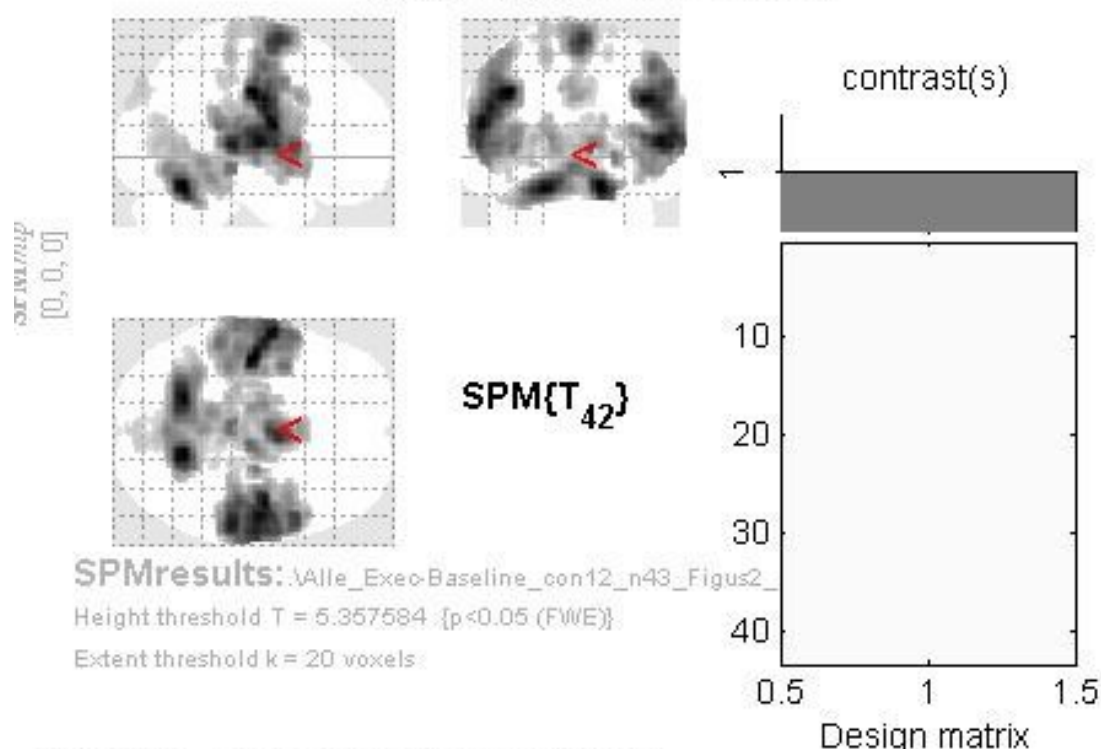 contrast(s)
1
SPMmip
[0, 0, 0]
SPM{T42}
10
20
30
40
0.5 1 1.5
Design matrix
SPMresults: .\Alle_Exec-Baseline_con12_n43_Figus2_
Height threshold T = 5.357584 {p<0.05 (FWE)}
Extent threshold k = 20 voxels